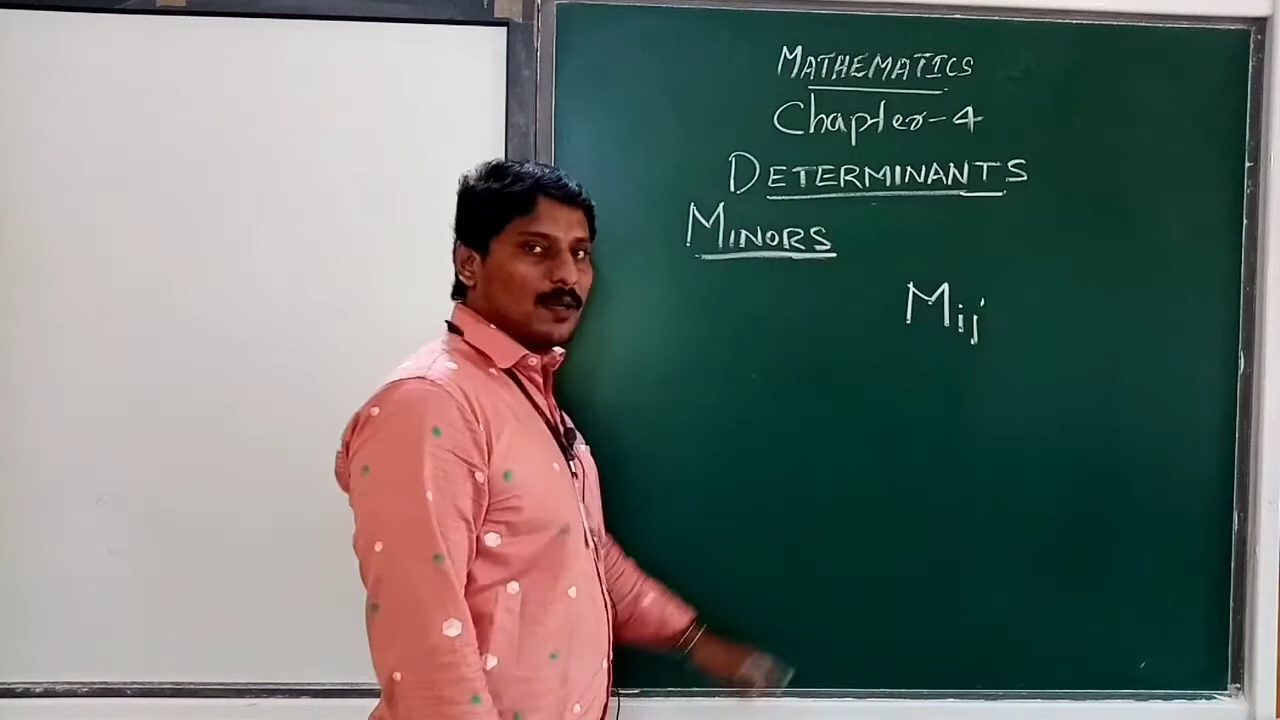 MATHEMATICS
Chapter-4
DETERMINANTS
MINORS
Mij